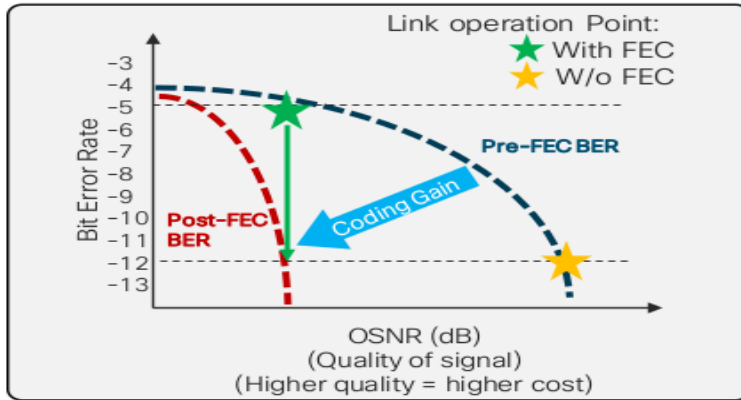 Link operation Point:
With FEC
W/o FEC
-3
-4
-5
-6
-7
-8
-9
-10
-11
-12
-13
Bit Error Rate
Pre-FEC BER
Coding Gain
Post-FEC
BER
OSNR (dB)
(Quality of signal)
(Higher quality = higher cost)